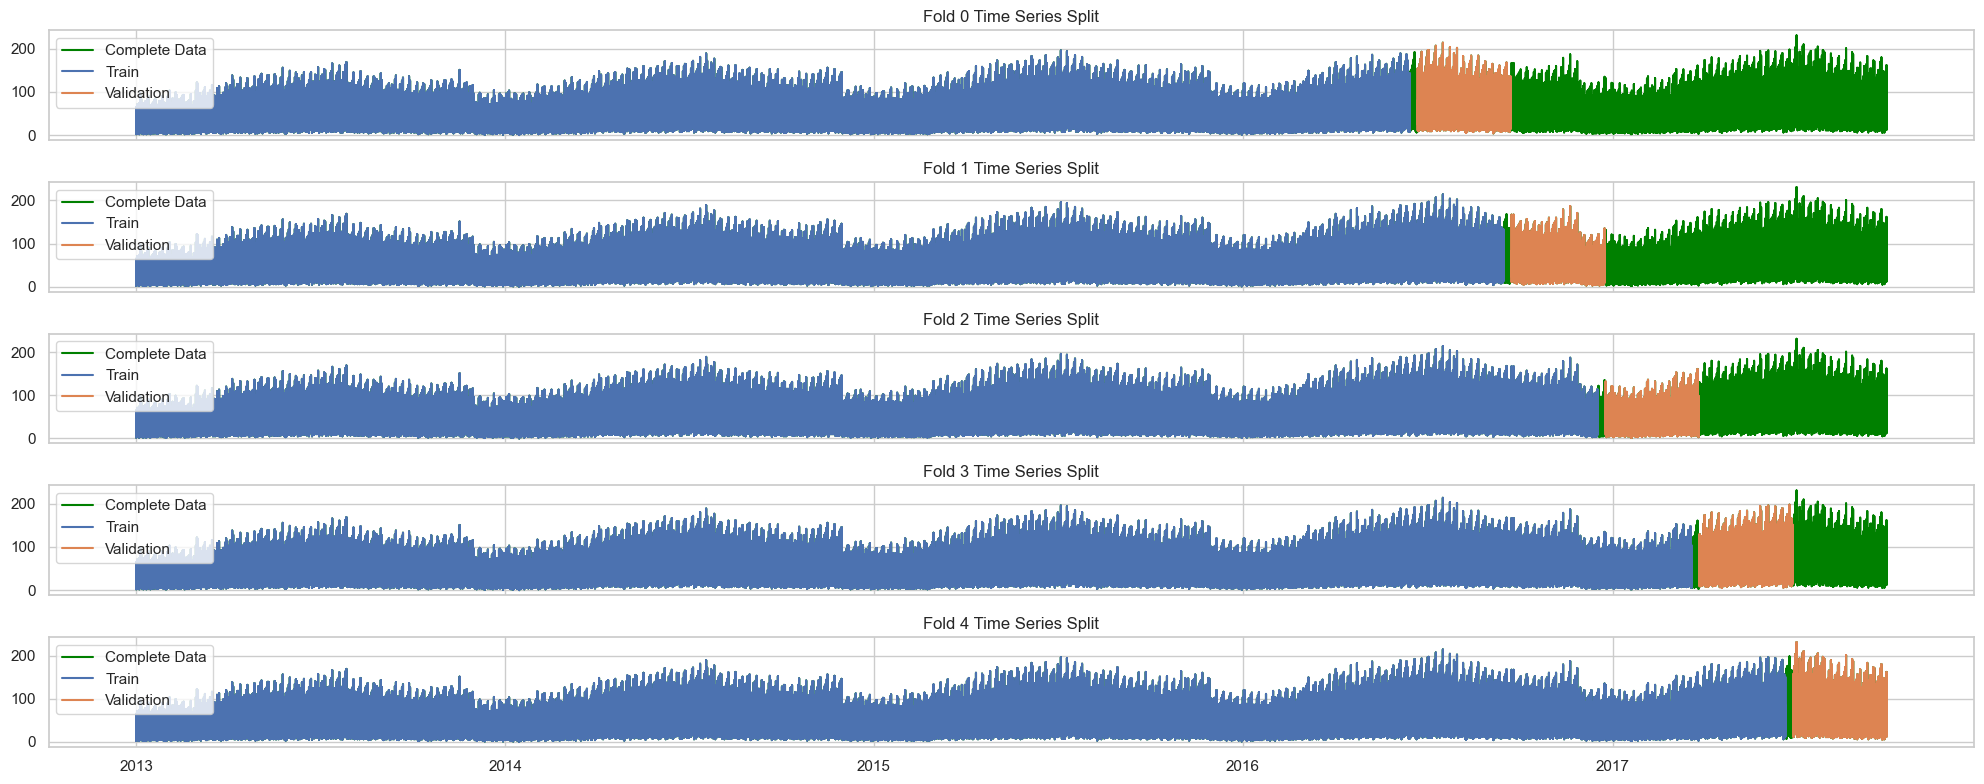 Fold 0 Time Series Split
200
100
0
Complete Data
Train
Validation
Fold 1 Time Series Split
200
100
0
Complete Data
Train
Validation
Fold 2 Time Series Split
200
100
0
Complete Data
Train
Validation
Fold 3 Time Series Split
200
100
0
Complete Data
Train
Validation
Fold 4 Time Series Split
200
100
0
Complete Data
Train
Validation
2013 2014 2015 2016 2017